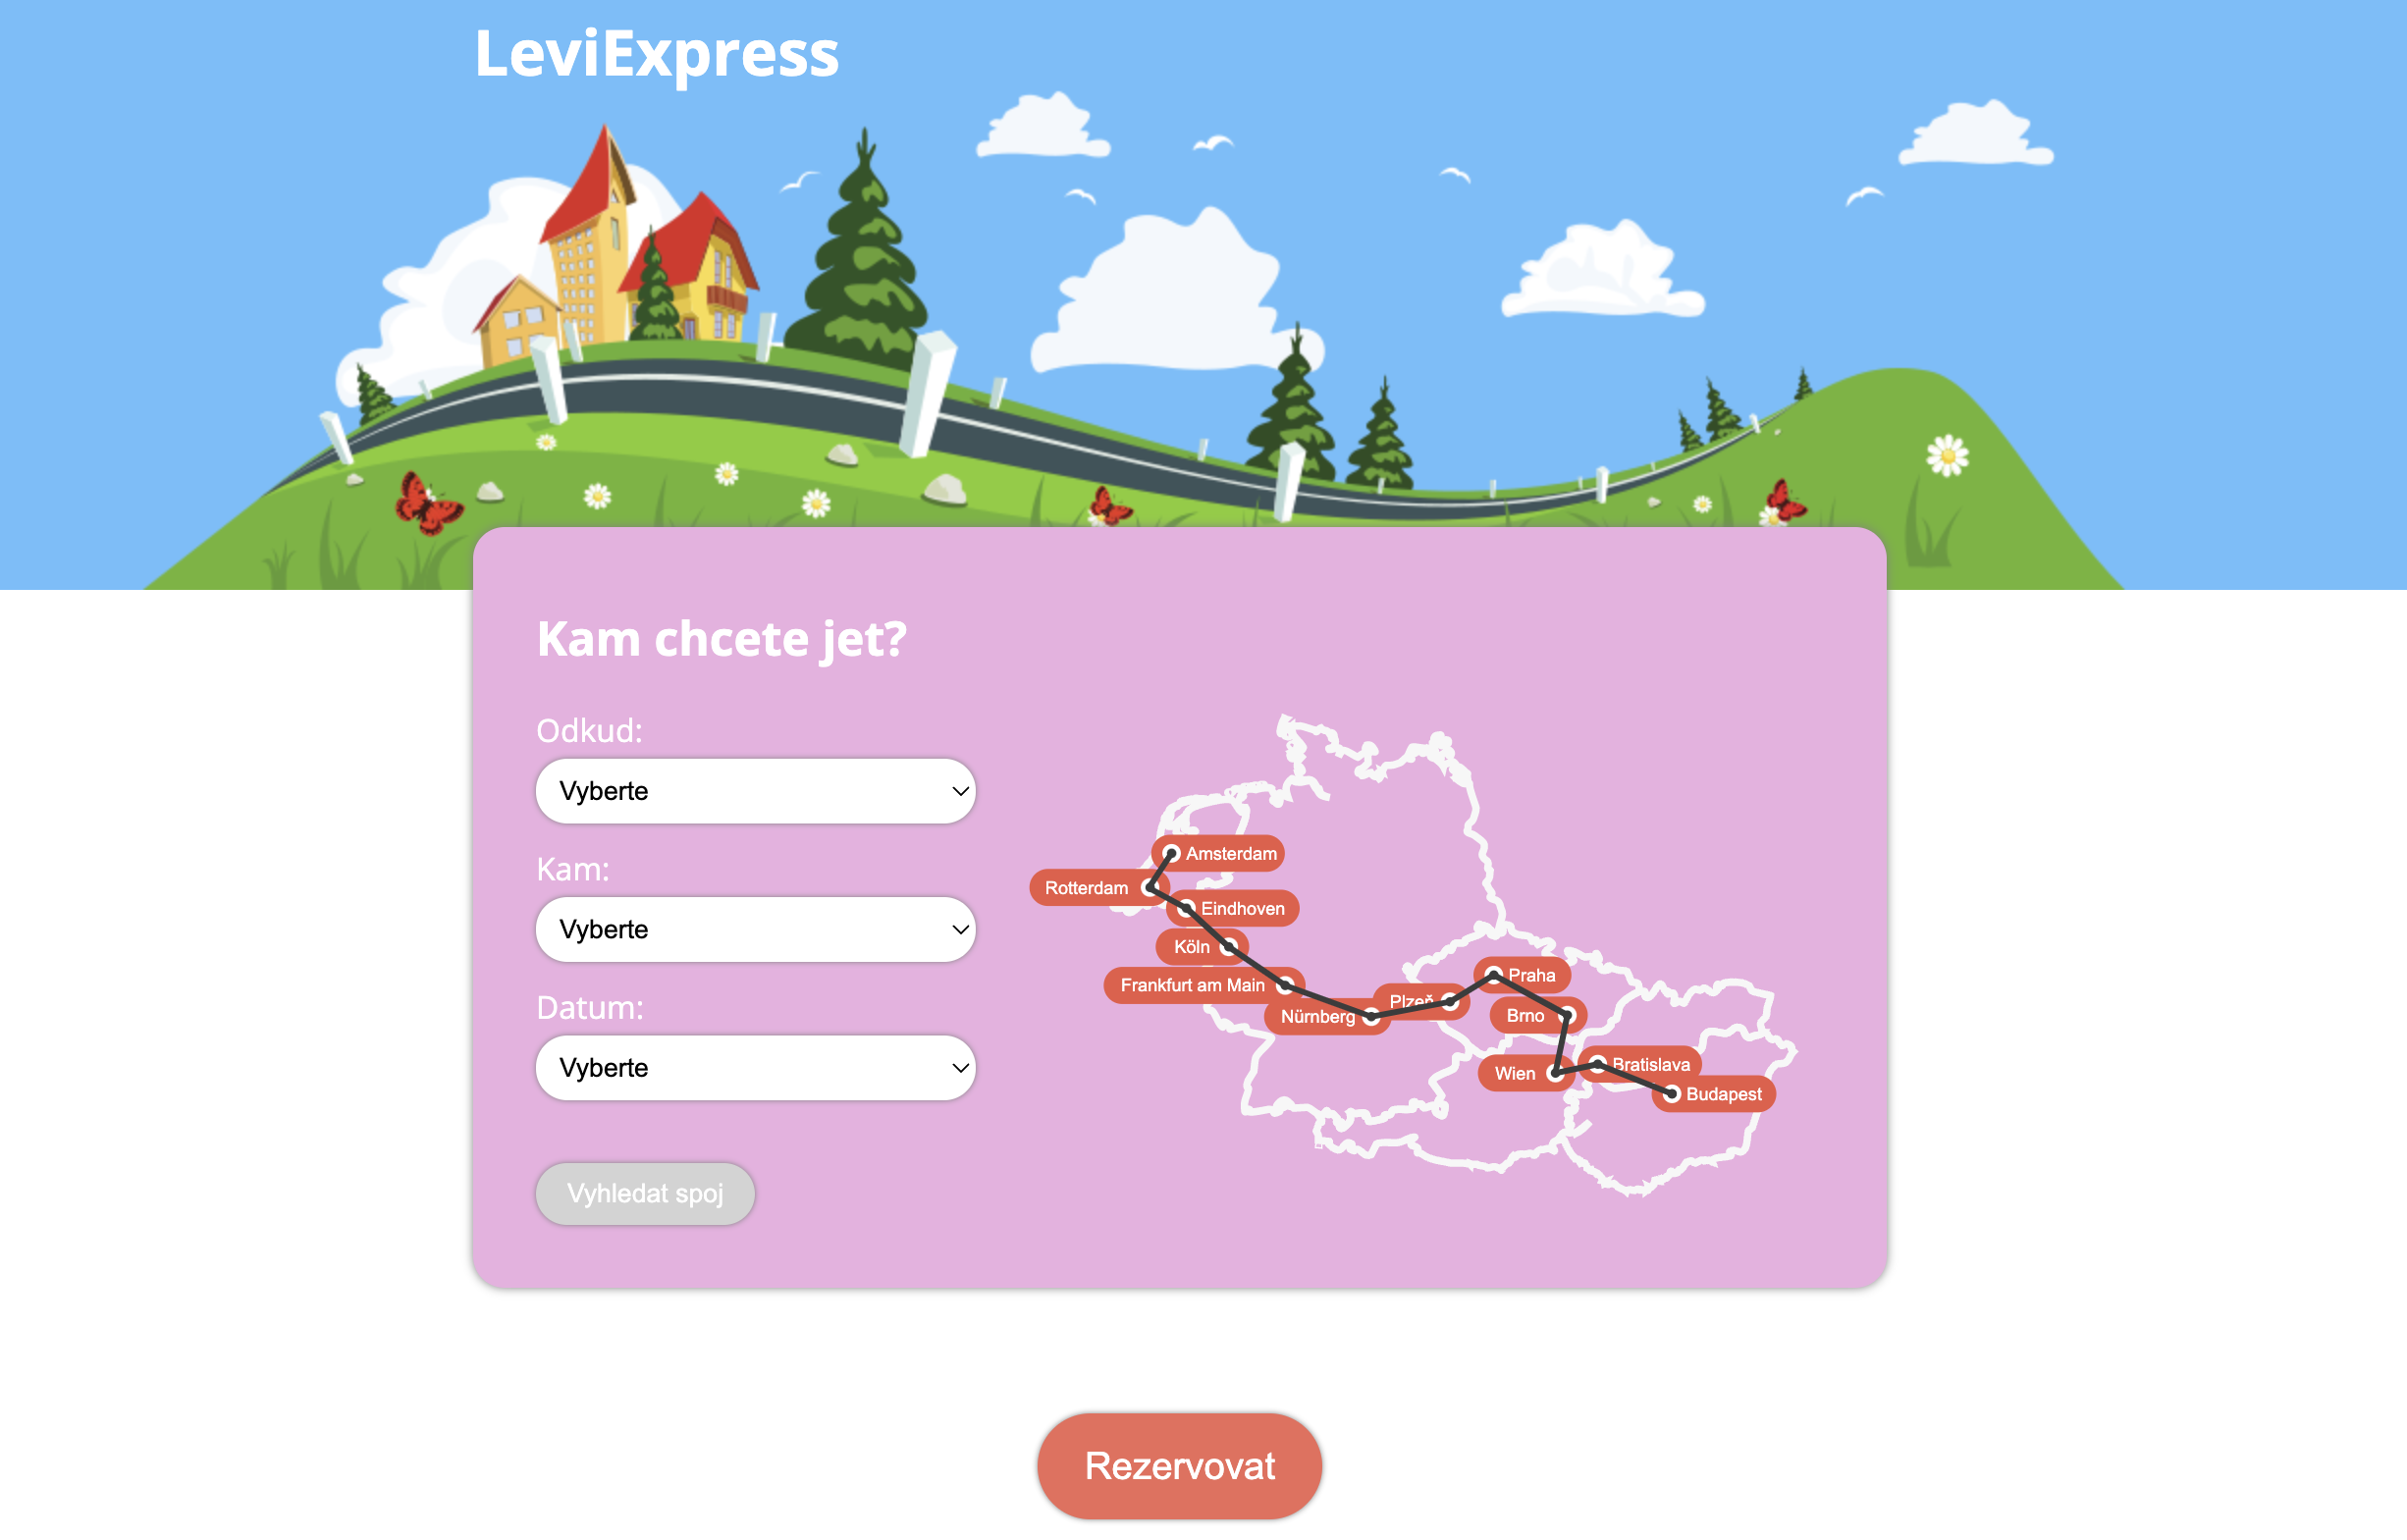 LeviExpress
Kam chcete jet?
Odkud:
Vyberte
Kam:
Vyberte
Datum:
Vyberte
Vyhledat spoj
Amsterdam
Rotterdam
Eindhoven
Köln
Frankfurt am Main
Nürnberg
Plzeň
Praha
Brno
Wien
Bratislava
Budapest
Rezervovat